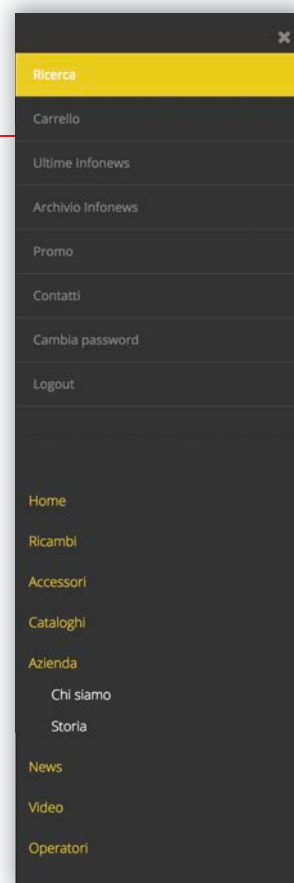 Ricerca
Carrello
Ultime Infonews
Archivio Infonews
Promo
Contatti
Cambia password
Logout
Home
Ricambi
Accessori
Cataloghi
Azienda
Chi siamo
Storia
News
Video
Operatori